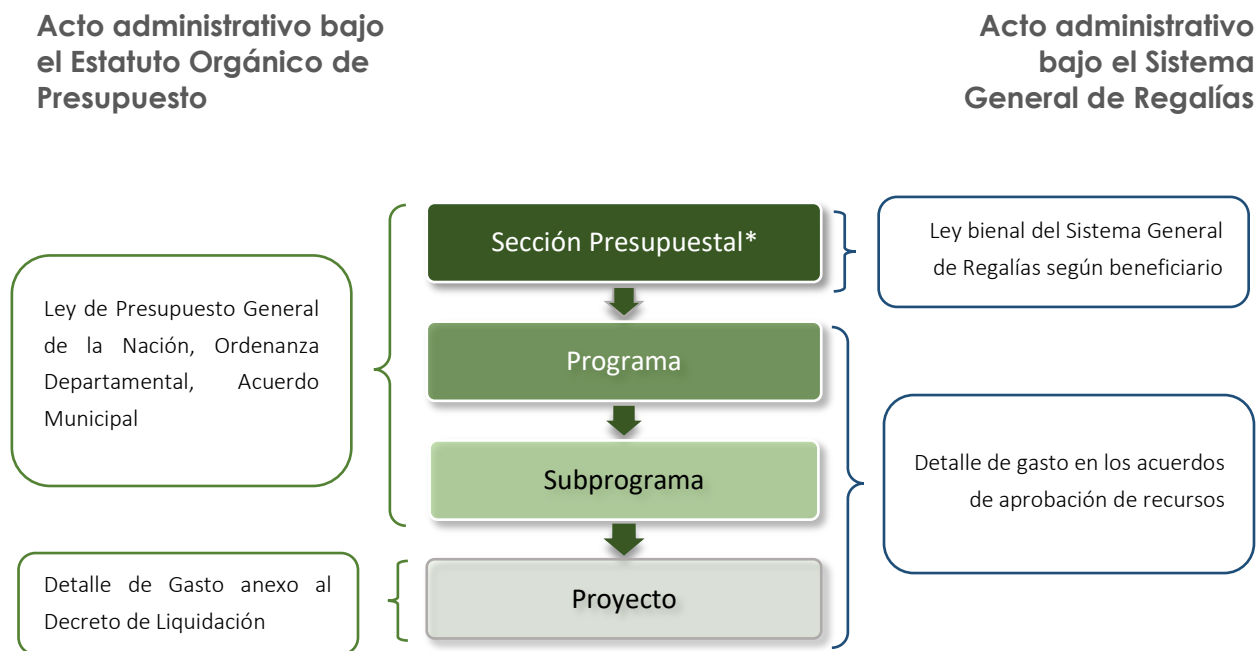 Acto administrativo bajo
el Estatuto Orgánico de
Presupuesto
Acto administrativo
bajo el Sistema
General de Regalías
Sección Presupuestal*
Ley bienal del Sistema General
de Regalías según beneficiario
Ley de Presupuesto General
de la Nación, Ordenanza
Departamental, Acuerdo
Municipal
Programa
Subprograma
Detalle de gasto en los acuerdos
de aprobación de recursos
Detalle de Gasto anexo al
Decreto de Liquidación
Proyecto